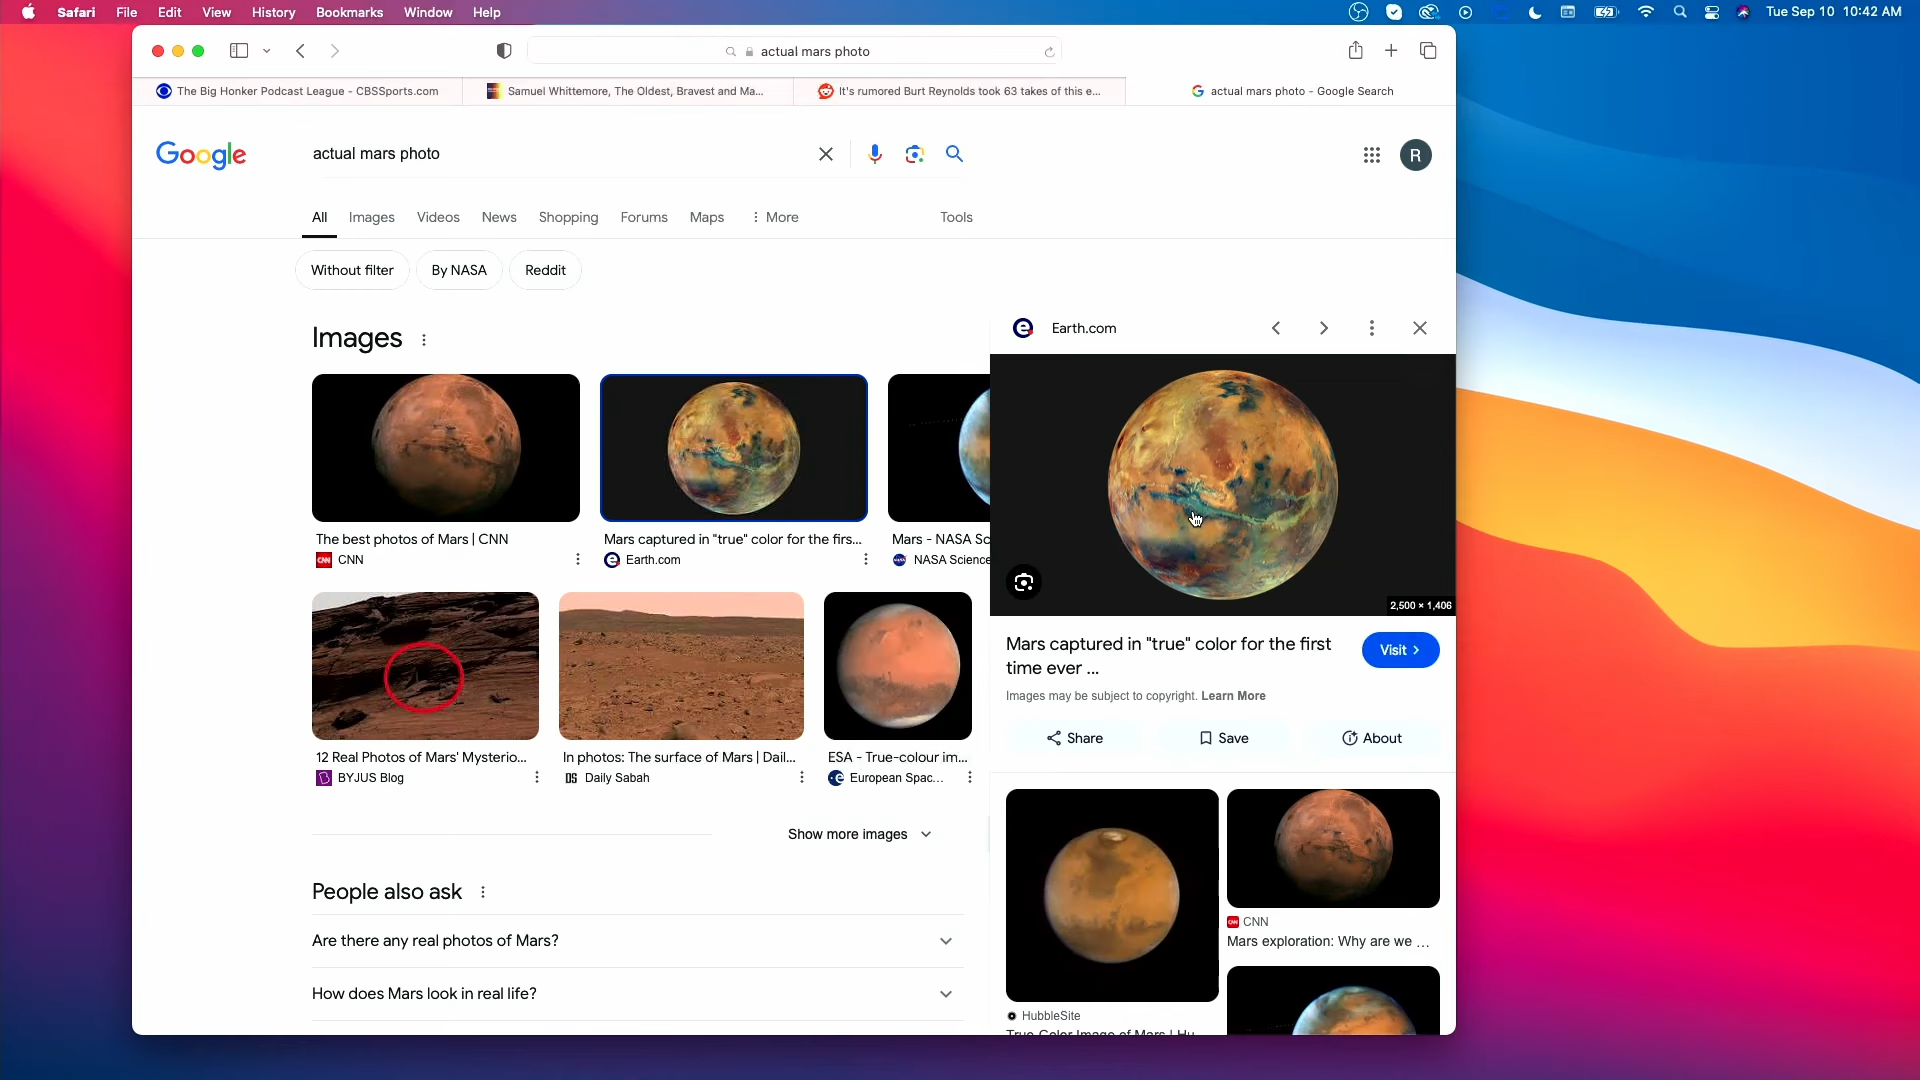 Safari File Edit View History Bookmarks Window Help
Tue Sep 10 10:42 AM
actual mars photo
The Big Honker Podcast League - CBSSports.com
Samuel Whittemore, The Oldest, Bravest and Ma...
It's rumored Burt Reynolds took 63 takes of this e...
actual mars photo - Google Search
Google
actual mars photo
R
All Images Videos News Shopping Forums Maps More Tools
Without filter By NASA Reddit
Images
The best photos of Mars | CNN
CNN
Mars captured in "true" color for the firs...
Earth.com
Mars - NASA Sc
NASA Science
12 Real Photos of Mars' Mysterio...
BYJUS Blog
In photos: The surface of Mars | Dail...
DS Daily Sabah
ESA - True-colour im...
European Spac...
Show more images
People also ask
Are there any real photos of Mars?
How does Mars look in real life?
Earth.com
2,500 × 1,406
Mars captured in "true" color for the first
time ever ...
Visit
Images may be subject to copyright. Learn More
Share Save About
CNN
Mars exploration: Why are we ...
HubbleSite
True Color Image of Mars | Hu